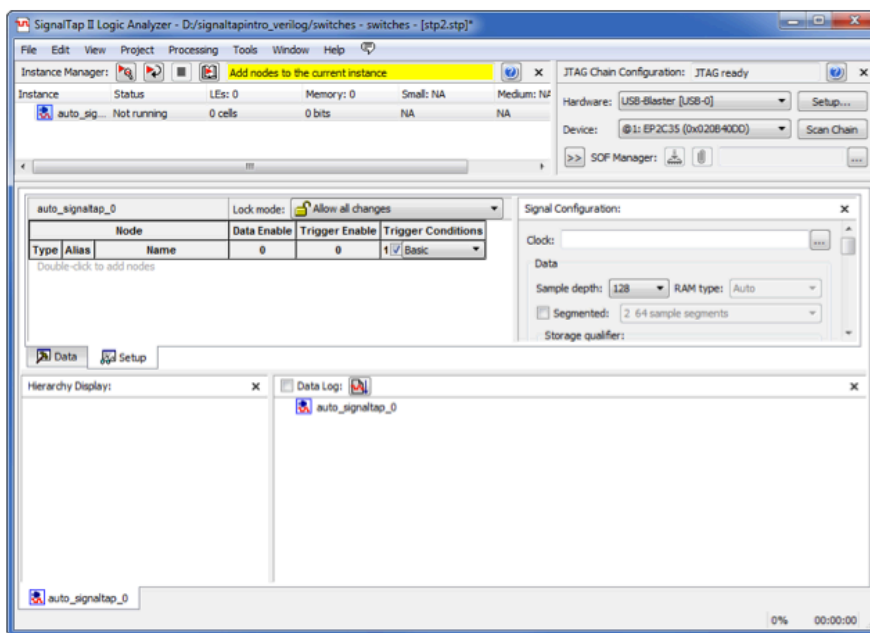 SignalTap II Logic Analyzer - D:/signaltapintro_verilog/switches - switches - [stp2.stp]*
File Edit View Project Processing Tools Window Help
Instance Manager: Add nodes to the current instance
Instance Status LEs: 0 Memory: 0 Small: NA Medium: NA
auto_sig... Not running 0 cells 0 bits NA NA
JTAG Chain Configuration: JTAG ready
Hardware: USB-Blaster [USB-0] Setup...
Device: @1: EP2C35 (0x020B40DD) Scan Chain
>> SOF Manager: ...
auto_signaltap_0 Lock mode: Allow all changes
Node Data Enable Trigger Enable Trigger Conditions
Type Alias Name 0 0 1 Basic
Double-click to add nodes
Signal Configuration:
Clock: ...
Data
Sample depth: 128 RAM type: Auto
Segmented: 2 64 sample segments
Storage qualifier:
Data Setup
Hierarchy Display:
Data Log:
auto_signaltap_0
auto_signaltap_0
0% 00:00:00